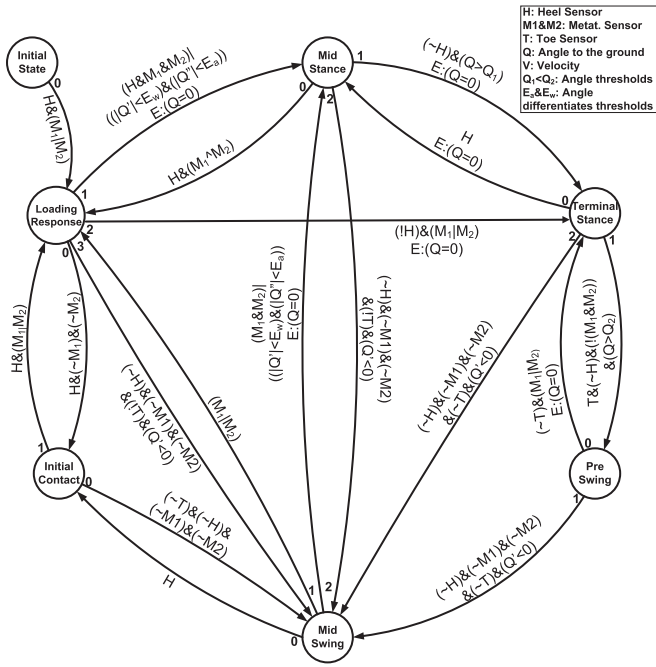 H: Heel Sensor
M1&M2: Metat. Sensor
T: Toe Sensor
Q: Angle to the ground
V: Velocity
Q₁<Q₂: Angle thresholds
Eₐ&E_w: Angle
differentiates thresholds
Initial
State
0
H&(M₁|M₂)
(H&M₁&M₂)|
((|Q'|<E_w)&(|Q"|<Eₐ)
E:(Q=0)
Mid
Stance
1
0
2
(~H)&(Q>Q₁)
E:(Q=0)
H
E:(Q=0)
H&(M₁^M₂)
Loading
Response
1
2
3
0
(!H)&(M₁|M₂)
E:(Q=0)
0
Terminal
Stance
2
1
H&(M₁|M₂)
H&(~M₁)&(~M₂)
(~H)&(~M1)&(~M2)
&(!T)&(Q'<0)
(M₁|M₂)
(M₁&M₂)|
((|Q'|<E_w)&(|Q"|<Eₐ))
E:(Q=0)
(~H)&(~M1)&(~M2)
&(!T)&(Q'<0)
(~H)&(~M1)&(~M2)
&(~T)&(Q'<0)
(~T)&(M₁|M₂)
E:(Q=0)
T&(~H)&(!(M₁&M₂))
&(Q>Q₂)
1
Initial
Contact
0
(~T)&(~H)&
(~M1)&(~M2)
H
0
Pre
Swing
1
(~H)&(~M1)&(~M2)
&(~T)&(Q'<0)
1
2
0
Mid
Swing